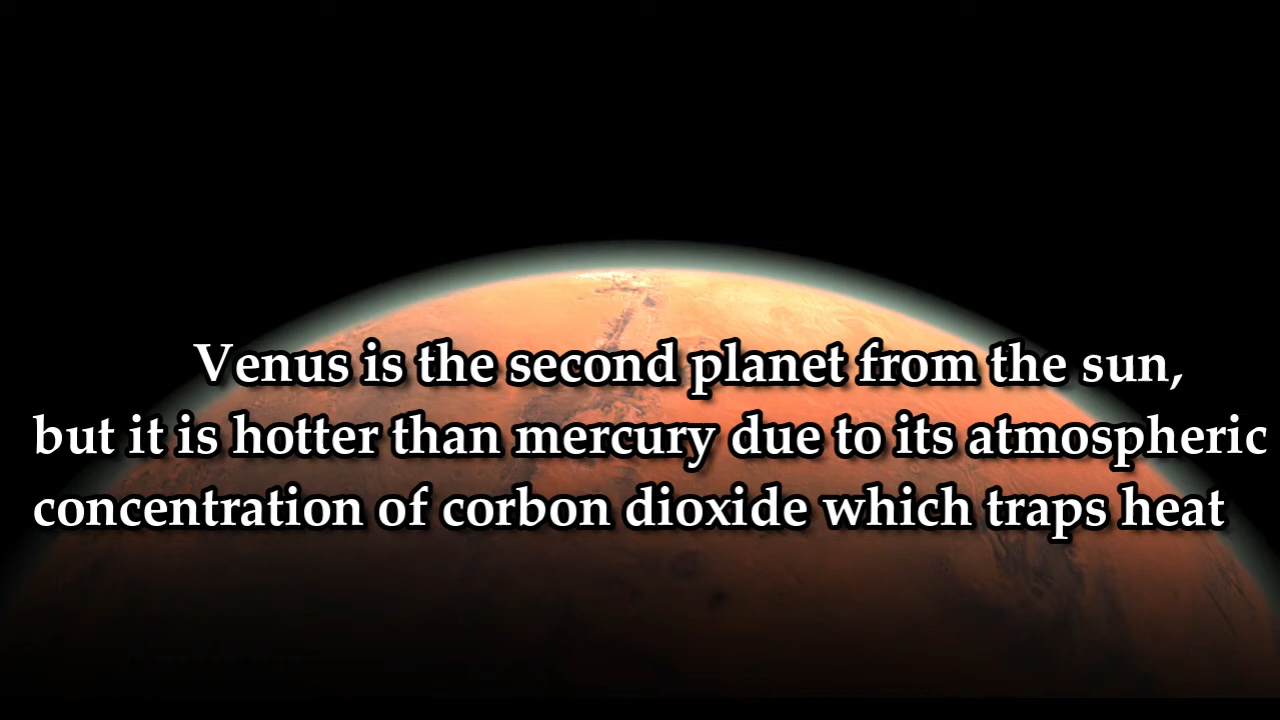 Venus is the second planet from the sun,
but it is hotter than mercury due to its atmospheric
concentration of corbon dioxide which traps heat